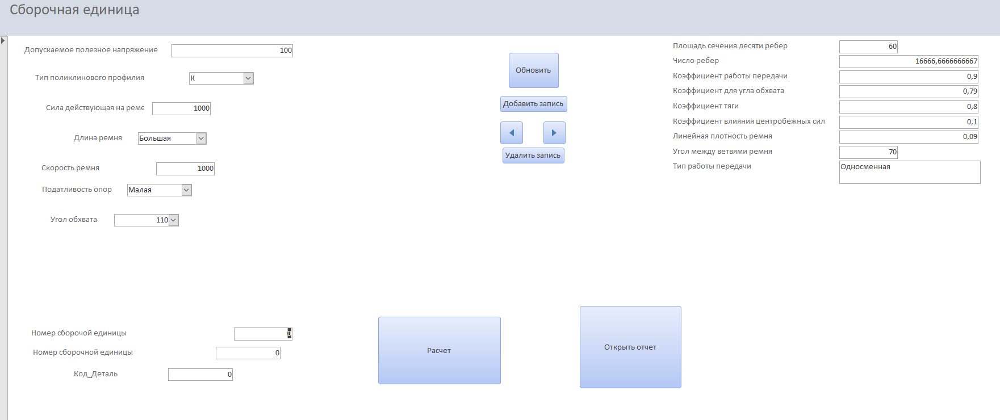 Сборочная единица
Допускаемое полезное напряжение 100
Тип поликлинового профилия К
Сила действующая на реме 1000
Длина ремня Большая
Скорость ремня 1000
Податливость опор Малая
Угол обхвата 110
Обновить
Добавить запись
Удалить запись
Площадь сечения десяти ребер 60
Число ребер 16666,6666666667
Коэффициент работы передачи 0,9
Коэффициент для угла обхвата 0,79
Коэффициент тяги 0,8
Коэффициент влияния центробежных сил 0,1
Линейная плотность ремня 0,09
Угол между ветвями ремня 70
Тип работы передачи Односменная
Номер сборочой единицы 0
Номер сборочной единицы 0
Код_Деталь 0
Расчет
Открыть отчет